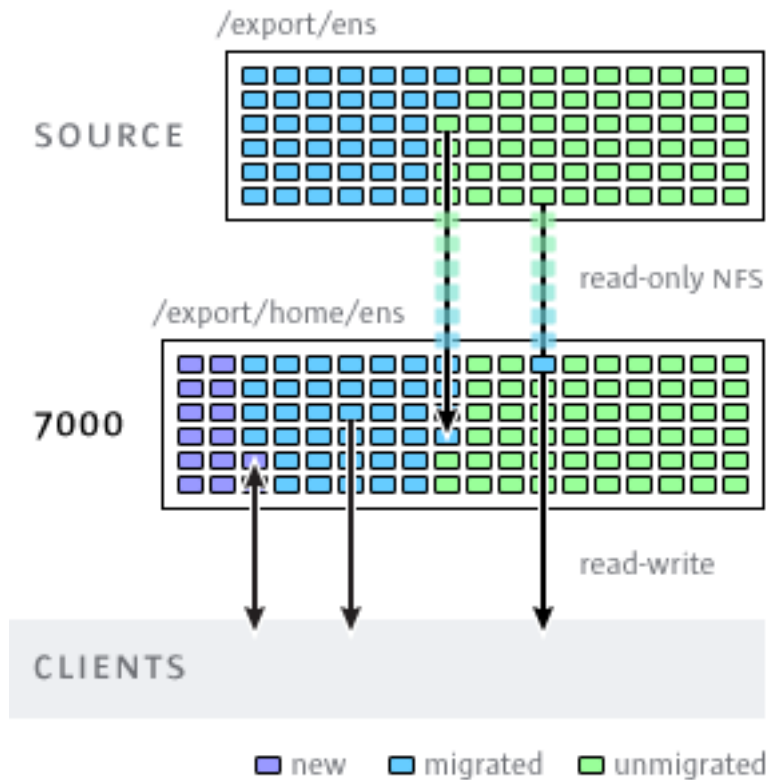 /export/ens
SOURCE
read-only NFS
/export/home/ens
7000
read-write
CLIENTS
new migrated unmigrated